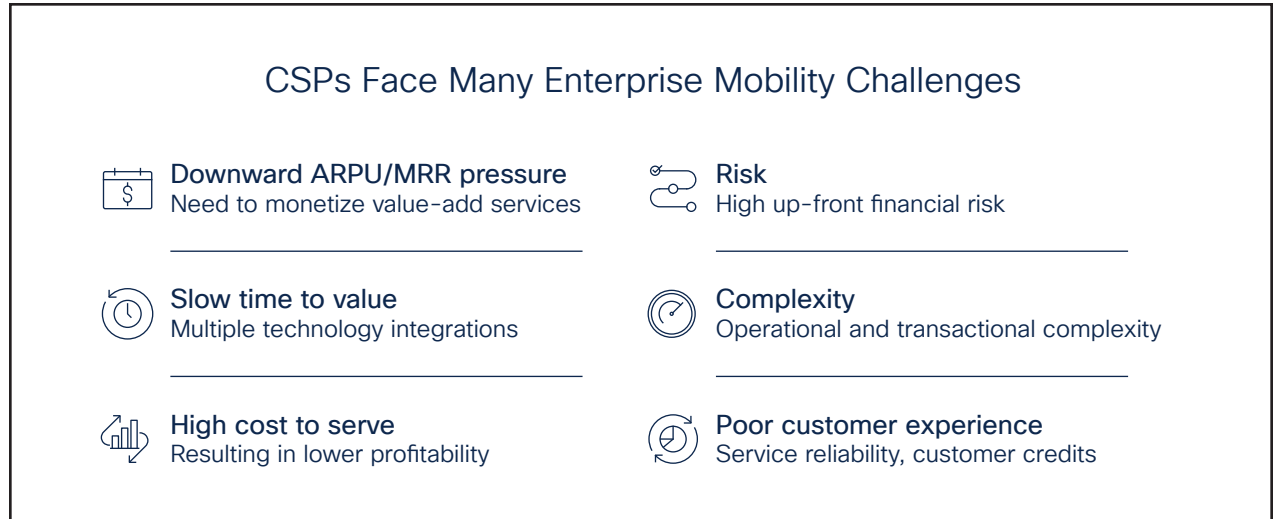 CSPs Face Many Enterprise Mobility Challenges
$
Downward ARPU/MRR pressure
Need to monetize value-add services
Risk
High up-front financial risk
Slow time to value
Multiple technology integrations
Complexity
Operational and transactional complexity
High cost to serve
Resulting in lower profitability
Poor customer experience
Service reliability, customer credits